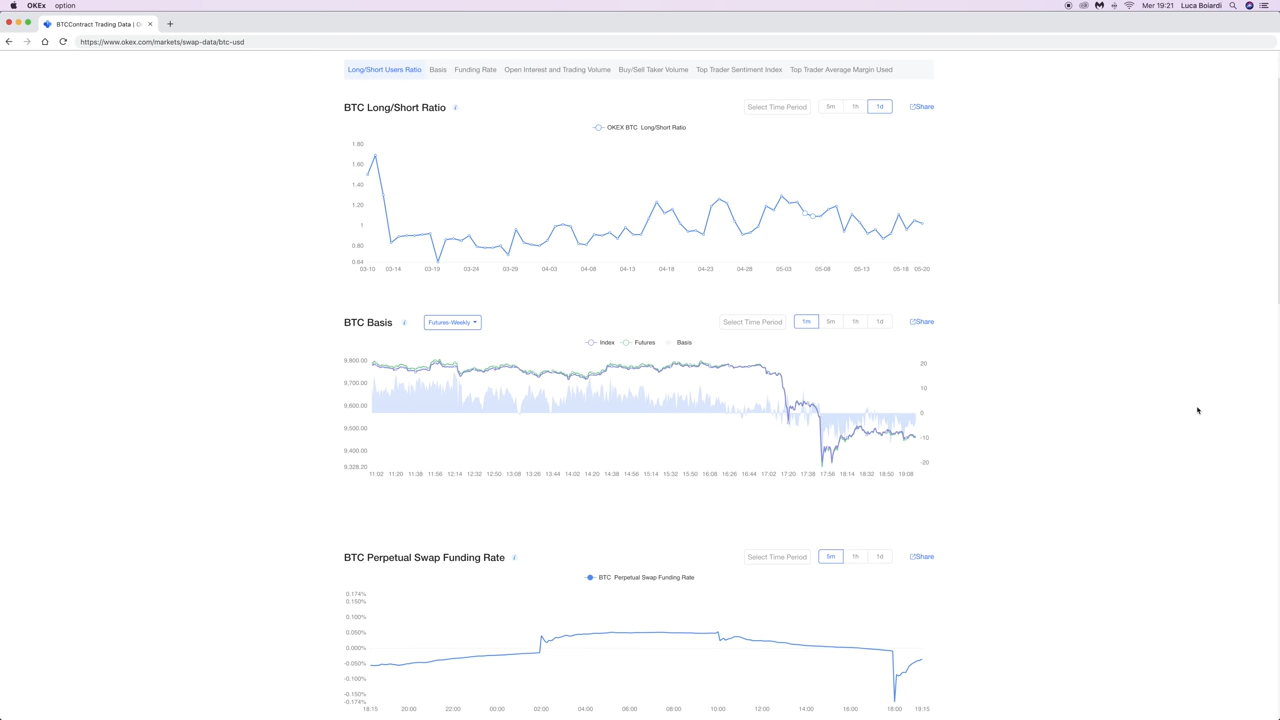 OKEx option Mer 19:21 Luca Boiardi
BTCContract Trading Data | O
https://www.okex.com/markets/swap-data/btc-usd
Long/Short Users Ratio Basis Funding Rate Open Interest and Trading Volume Buy/Sell Taker Volume Top Trader Sentiment Index Top Trader Average Margin Used
BTC Long/Short Ratio i Select Time Period 5m 1h 1d Share
OKEX BTC Long/Short Ratio
1.80
1.60
1.40
1.20
1
0.80
0.64
03-10 03-14 03-19 03-24 03-29 04-03 04-08 04-13 04-18 04-23 04-28 05-03 05-08 05-13 05-18 05-20
BTC Basis i Futures-Weekly Select Time Period 1m 5m 1h 1d Share
Index Futures Basis
9,800.00 20
9,700.00 10
9,600.00 0
9,500.00 -10
9,400.00 -20
9,328.20
11:02 11:20 11:38 11:56 12:14 12:32 12:50 13:08 13:26 13:44 14:02 14:20 14:38 14:56 15:14 15:32 15:50 16:08 16:26 16:44 17:02 17:20 17:38 17:56 18:14 18:32 18:50 19:08
BTC Perpetual Swap Funding Rate i Select Time Period 5m 1h 1d Share
BTC Perpetual Swap Funding Rate
0.174%
0.150%
0.100%
0.050%
0.000%
-0.050%
-0.100%
-0.150%
-0.174%
18:15 20:00 22:00 00:00 02:00 04:00 06:00 08:00 10:00 12:00 14:00 16:00 18:00 19:15